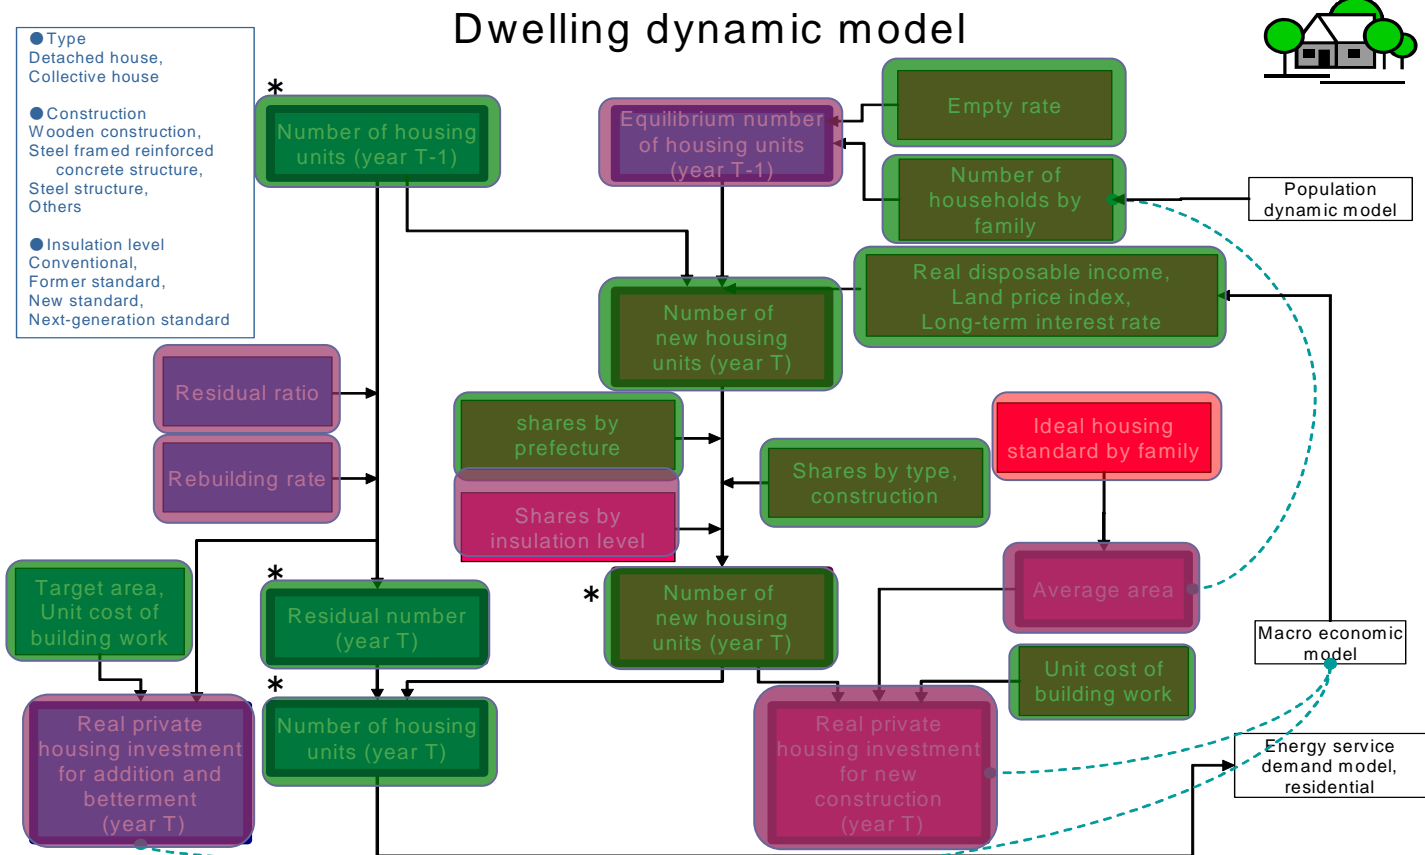 Dwelling dynamic model
●Type
Detached house,
Collective house
●Construction
Wooden construction,
Steel framed reinforced
concrete structure,
Steel structure,
Others
●Insulation level
Conventional,
Former standard,
New standard,
Next-generation standard
*
Number of housing
units (year T-1)
Equilibrium number
of housing units
(year T-1)
Empty rate
Number of
households by
family
Population
dynamic model
Real disposable income,
Land price index,
Long-term interest rate
Number of
new housing
units (year T)
Residual ratio
Rebuilding rate
shares by
prefecture
Shares by
insulation level
Shares by type,
construction
Ideal housing
standard by family
Target area,
Unit cost of
building work
*
Residual number
(year T)
*
Number of
new housing
units (year T)
Average area
Macro economic
model
Unit cost of
building work
*
Number of housing
units (year T)
Real private
housing investment
for addition and
betterment
(year T)
Real private
housing investment
for new
construction
(year T)
Energy service
demand model,
residential